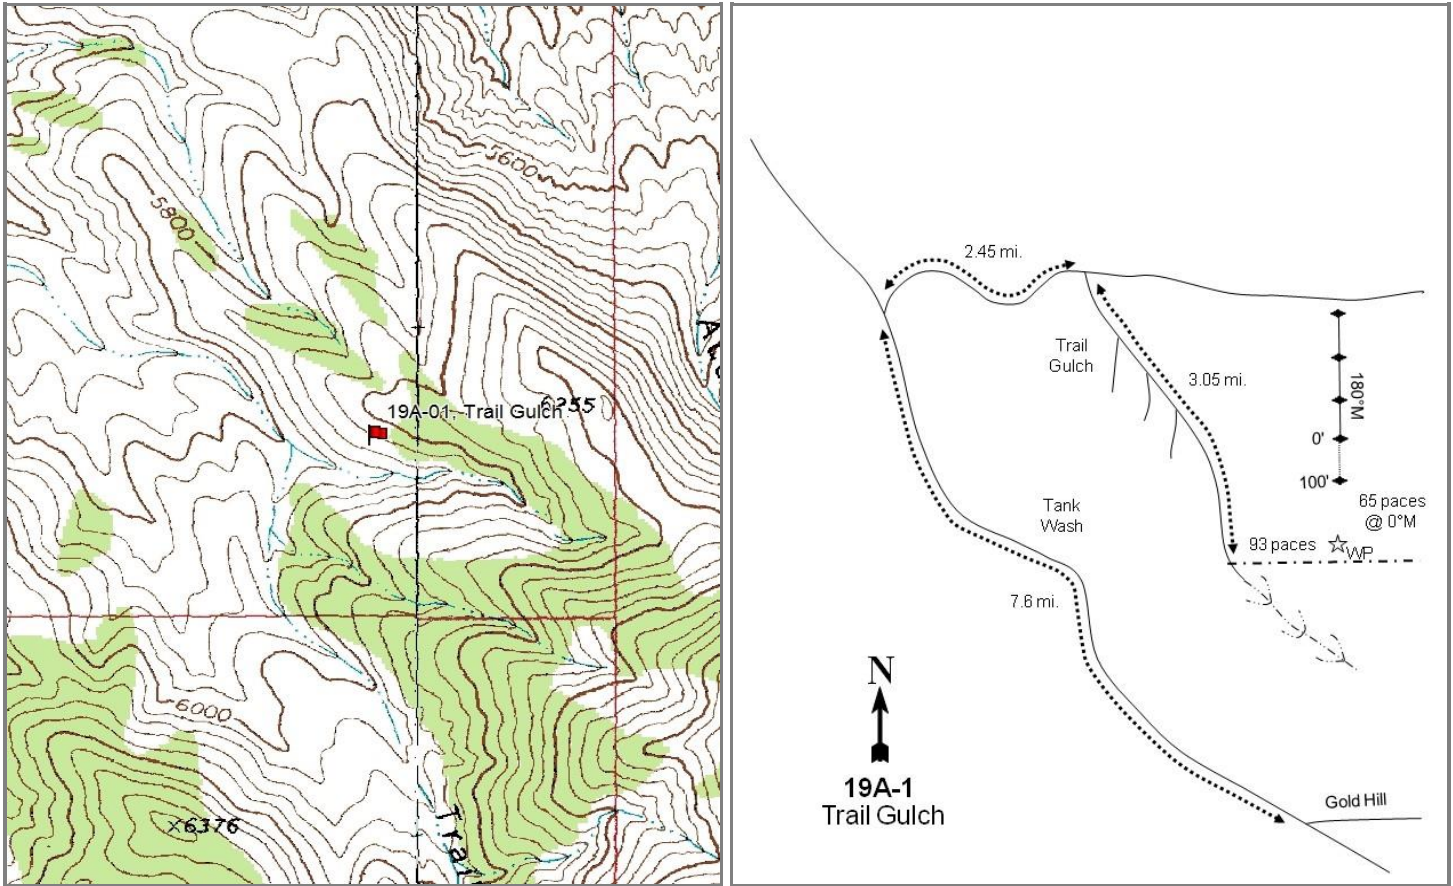 5600
5800
6255
19A-01, Trail Gulch
6000
×6376
Trail
2.45 mi.
Trail
Gulch
3.05 mi.
180°M
0'
100'
65 paces
@ 0°M
93 paces
WP
Tank
Wash
7.6 mi.
N
19A-1
Trail Gulch
Gold Hill